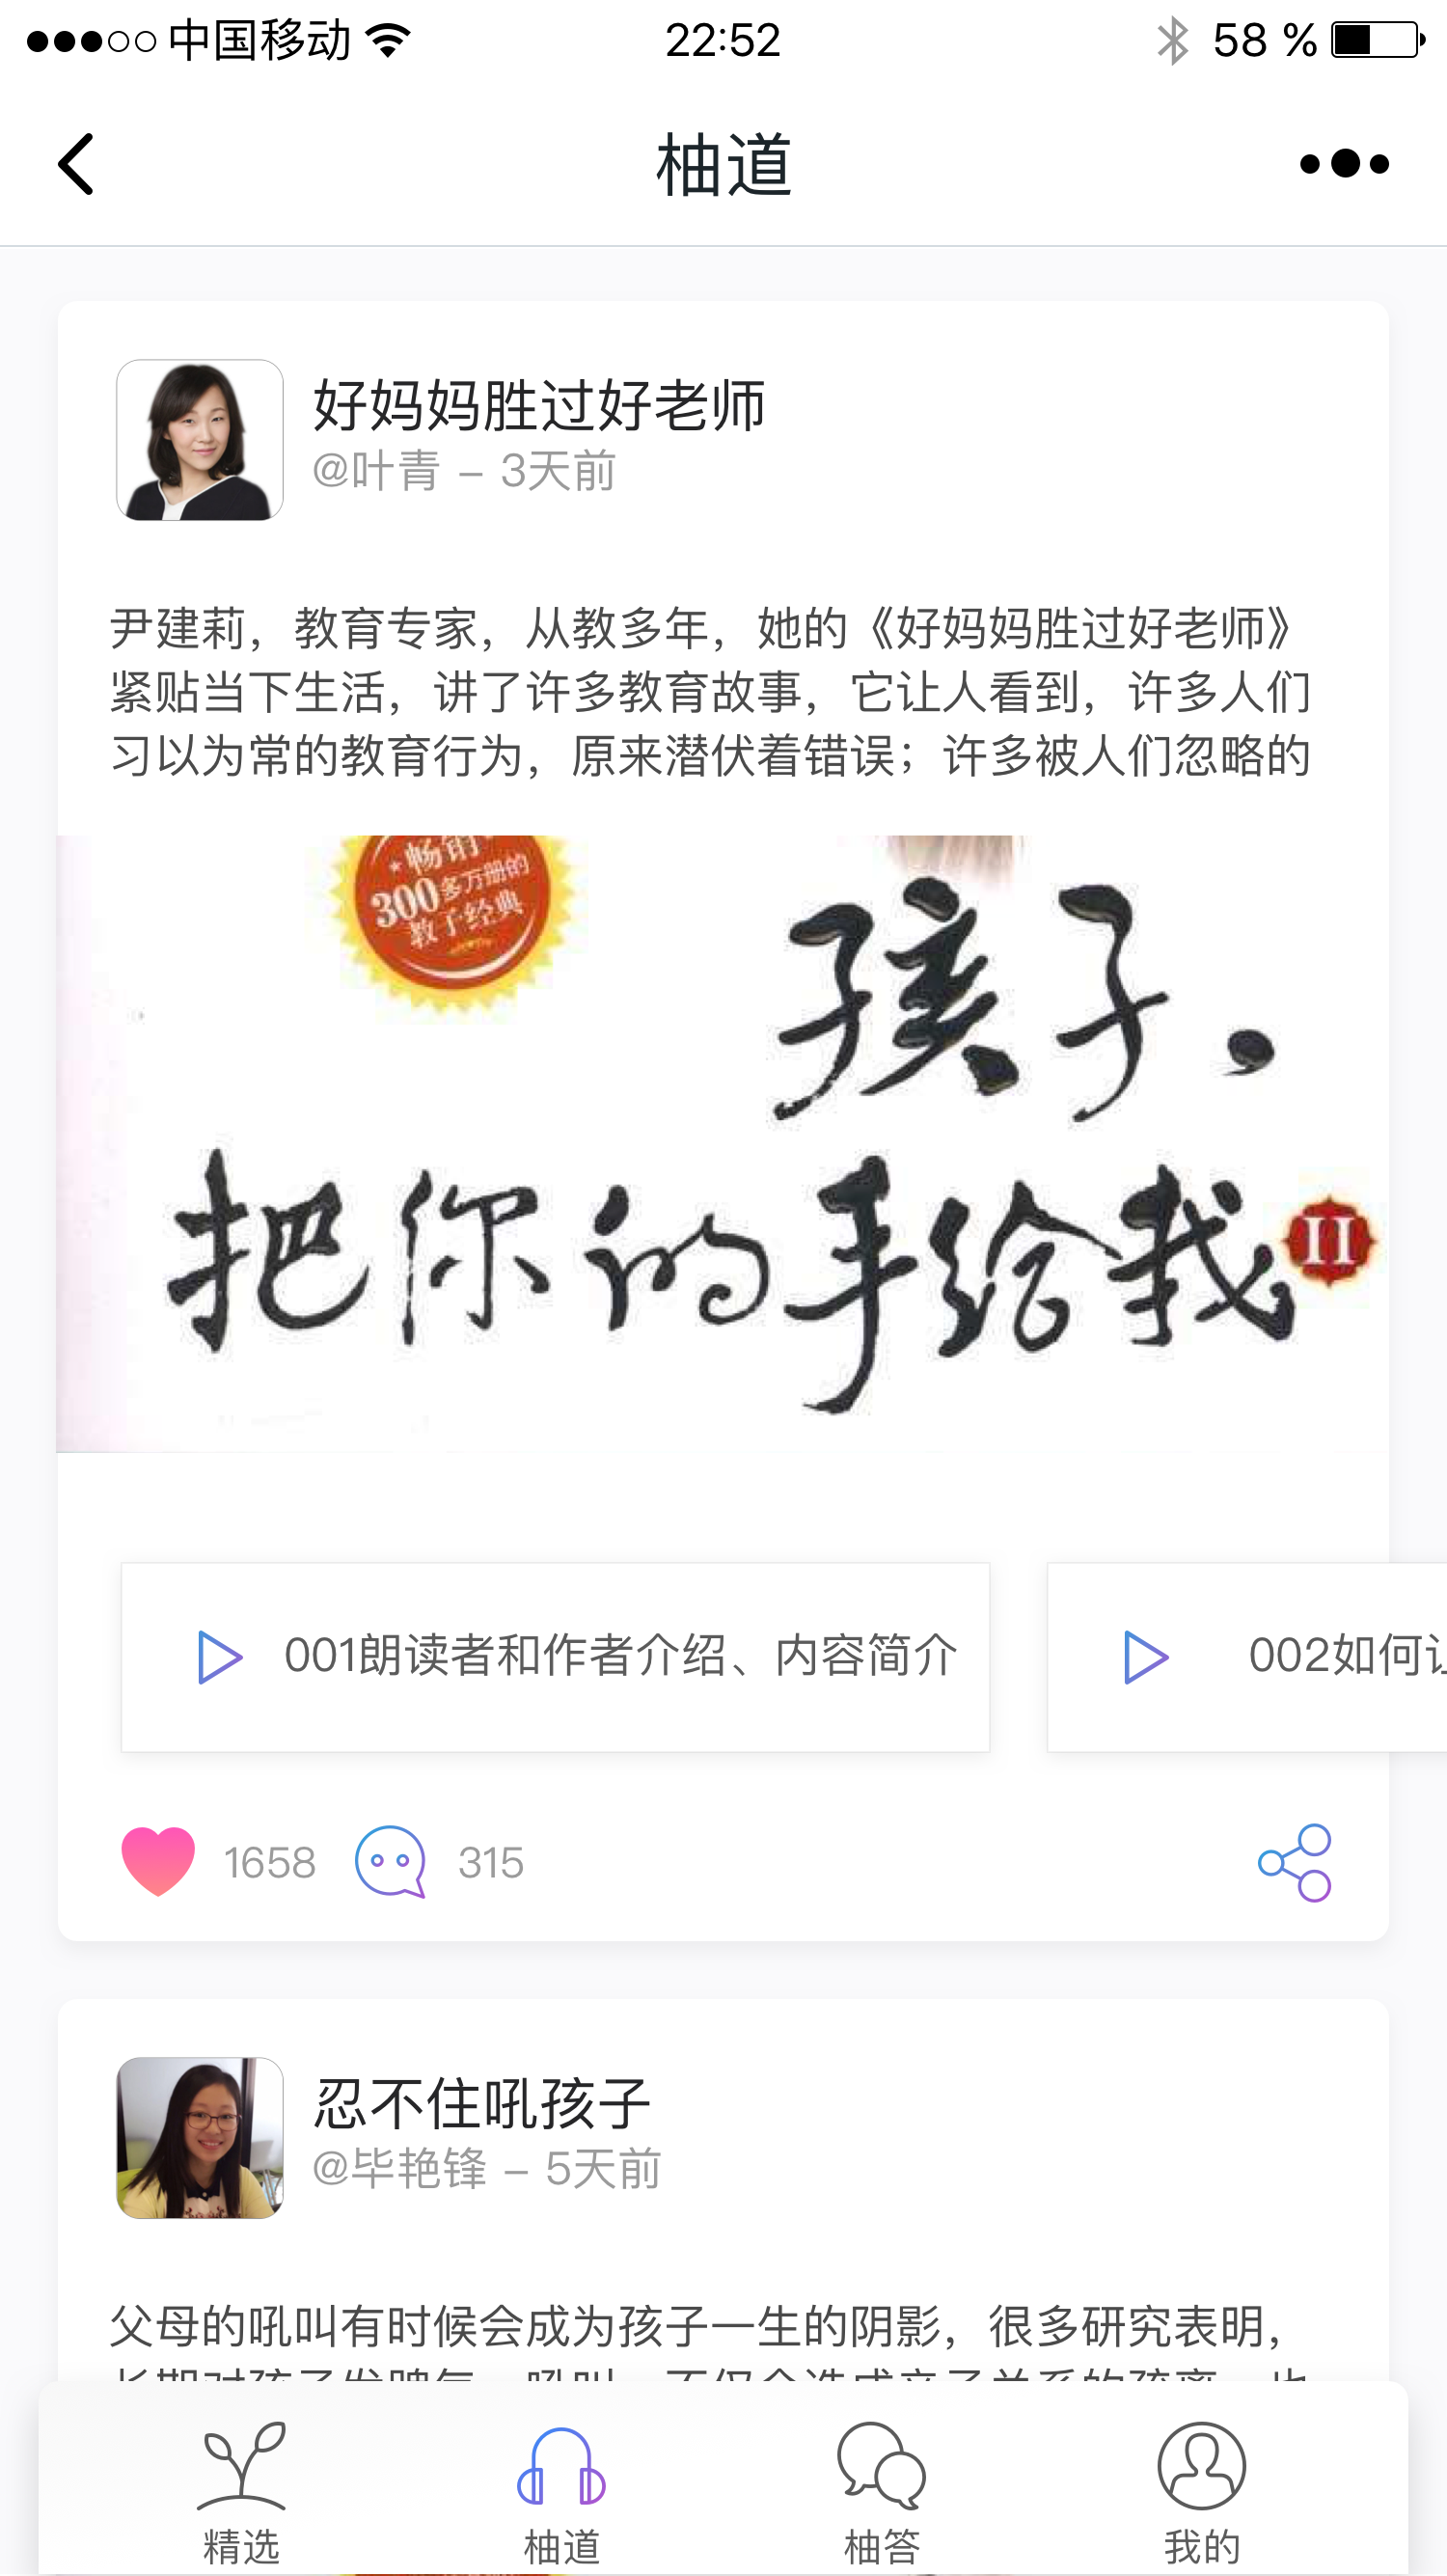 中国移动
22:52
58 %
柚道
好妈妈胜过好老师
@叶青 – 3天前
尹建莉，教育专家，从教多年，她的《好妈妈胜过好老师》
紧贴当下生活，讲了许多教育故事，它让人看到，许多人们
习以为常的教育行为，原来潜伏着错误；许多被人们忽略的
畅销
300多万册的
教子经典
孩子，
把你的手给我
II
001朗读者和作者介绍、内容简介
002如何让
1658
315
忍不住吼孩子
@毕艳锋 – 5天前
父母的吼叫有时候会成为孩子一生的阴影，很多研究表明，
精选
柚道
柚答
我的